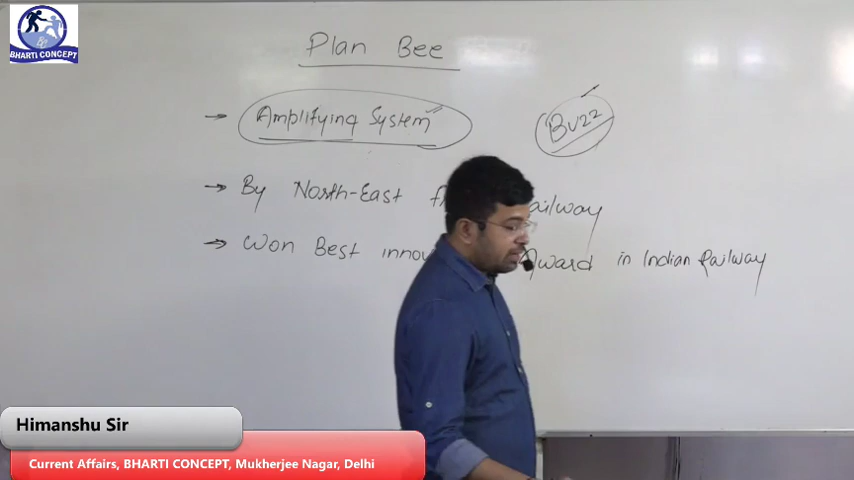 BHARTI CONCEPT
Plan Bee
→ Amplifying System
Buzz
→ By North-East ailway
→ Won Best innov Award in Indian Railway
Himanshu Sir
Current Affairs, BHARTI CONCEPT, Mukherjee Nagar, Delhi